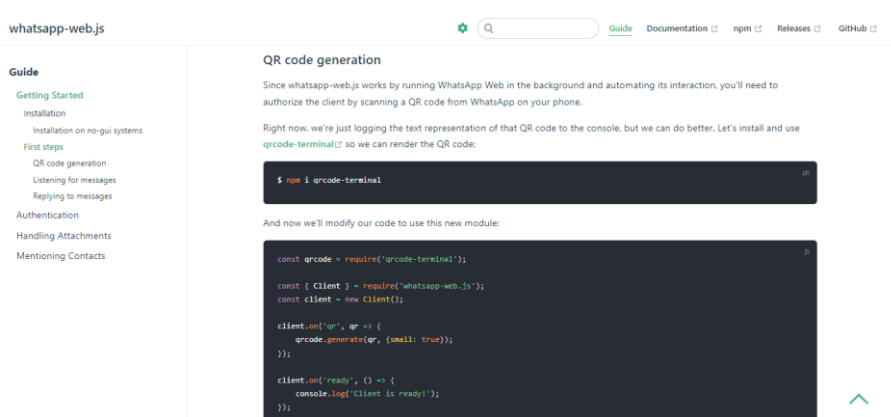 whatsapp-web.js
Guide
Documentation
npm
Releases
GitHub
Guide
Getting Started
Installation
Installation on no-gui systems
First steps
QR code generation
Listening for messages
Replying to messages
Authentication
Handling Attachments
Mentioning Contacts
QR code generation
Since whatsapp-web.js works by running WhatsApp Web in the background and automating its interaction, you'll need to
authorize the client by scanning a QR code from WhatsApp on your phone.
Right now, we're just logging the text representation of that QR code to the console, but we can do better. Let's install and use
qrcode-terminal so we can render the QR code:
sh
$ npm i qrcode-terminal
And now we'll modify our code to use this new module:
js
const qrcode = require('qrcode-terminal');
const { Client } = require('whatsapp-web.js');
const client = new Client();
client.on('qr', qr => {
qrcode.generate(qr, {small: true});
});
client.on('ready', () => {
console.log('Client is ready!');
});